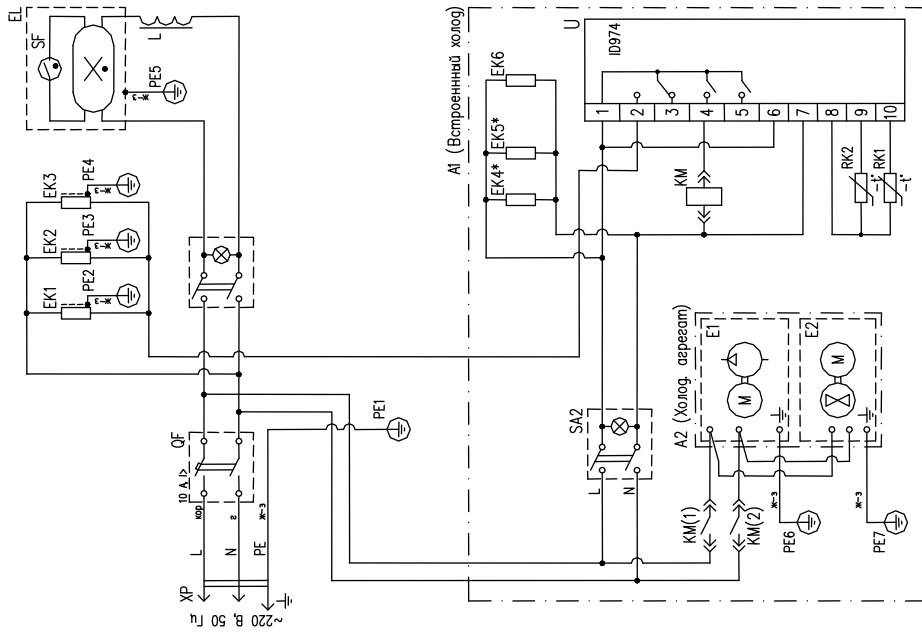 EL
SF
L
PE5
ж-з
EK3
PE4
ж-з
EK2
PE3
ж-з
EK1
PE2
ж-з
QF
10 А I>
кор
г
ж-з
L
N
PE
XP
~220 В, 50 Гц
PE1
A1 (Встроенный холод)
EK6
EK5*
EK4*
U
ID974
1
2
3
4
5
6
7
8
9
10
KM
RK2
-t°
RK1
-t°
SA2
L
N
A2 (Холод. агрегат)
E1
M
E2
M
KM(1)
KM(2)
ж-з
PE6
ж-з
PE7